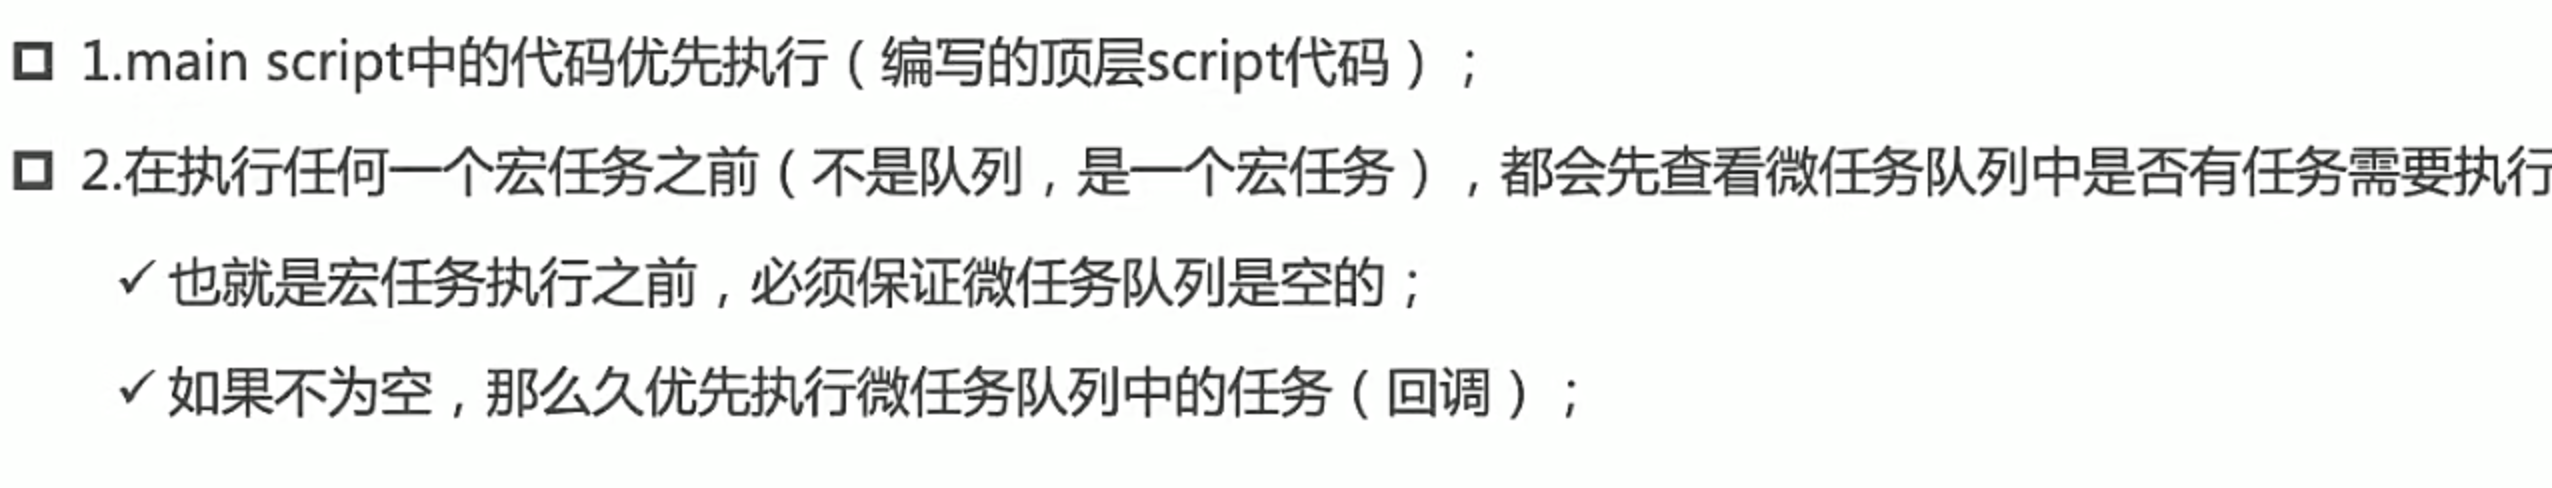 1.main script中的代码优先执行（编写的顶层script代码）；
2.在执行任何一个宏任务之前（不是队列，是一个宏任务），都会先查看微任务队列中是否有任务需要执行
✓也就是宏任务执行之前，必须保证微任务队列是空的；
✓如果不为空，那么久优先执行微任务队列中的任务（回调）；